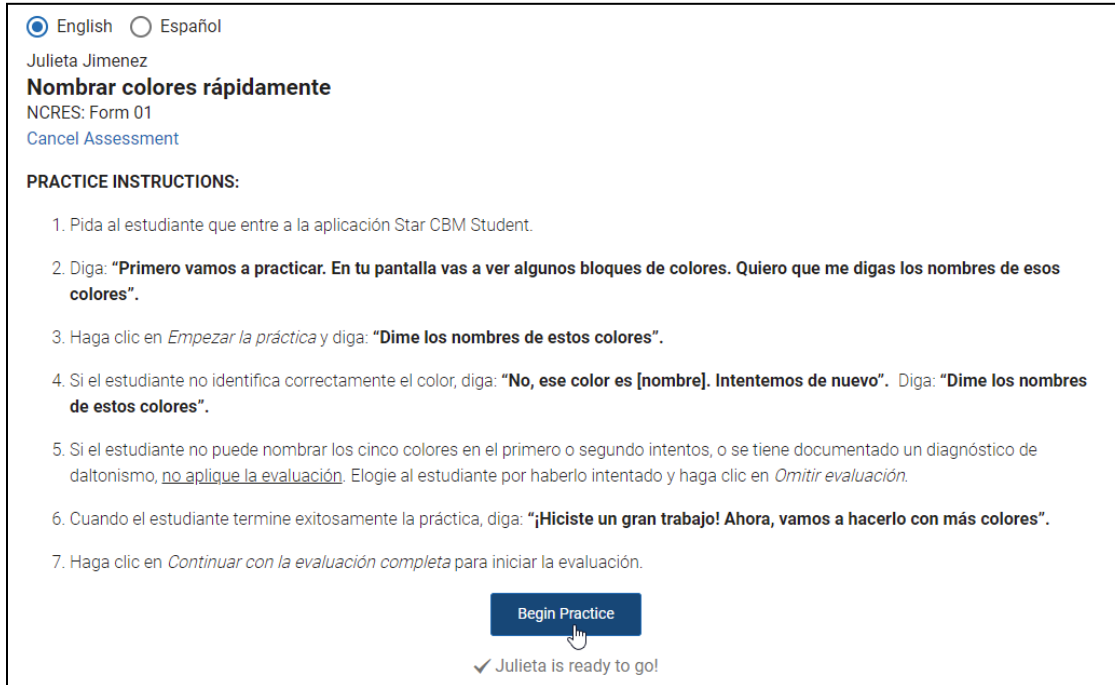 English Español
Julieta Jimenez
Nombrar colores rápidamente
NCRES: Form 01
Cancel Assessment
PRACTICE INSTRUCTIONS:
1. Pida al estudiante que entre a la aplicación Star CBM Student.
2. Diga: “Primero vamos a practicar. En tu pantalla vas a ver algunos bloques de colores. Quiero que me digas los nombres de esos
colores”.
3. Haga clic en Empezar la práctica y diga: “Dime los nombres de estos colores”.
4. Si el estudiante no identifica correctamente el color, diga: “No, ese color es [nombre]. Intentemos de nuevo”. Diga: “Dime los nombres
de estos colores”.
5. Si el estudiante no puede nombrar los cinco colores en el primero o segundo intentos, o se tiene documentado un diagnóstico de
daltonismo, no aplique la evaluación. Elogie al estudiante por haberlo intentado y haga clic en Omitir evaluación.
6. Cuando el estudiante termine exitosamente la práctica, diga: “¡Hiciste un gran trabajo! Ahora, vamos a hacerlo con más colores”.
7. Haga clic en Continuar con la evaluación completa para iniciar la evaluación.
Begin Practice
✓ Julieta is ready to go!